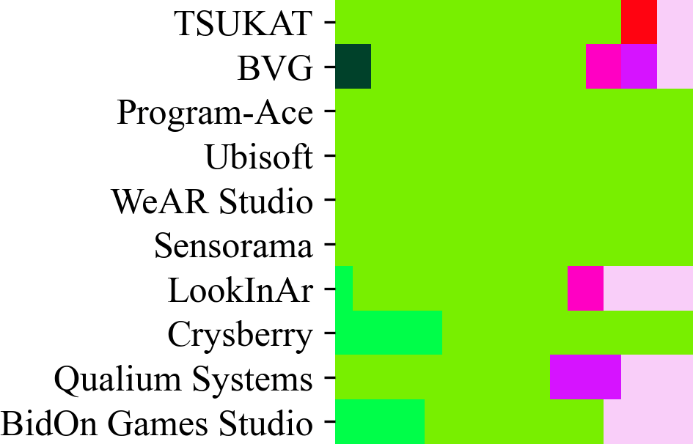 TSUKAT
BVG
Program-Ace
Ubisoft
WeAR Studio
Sensorama
LookInAr
Crysberry
Qualium Systems
BidOn Games Studio